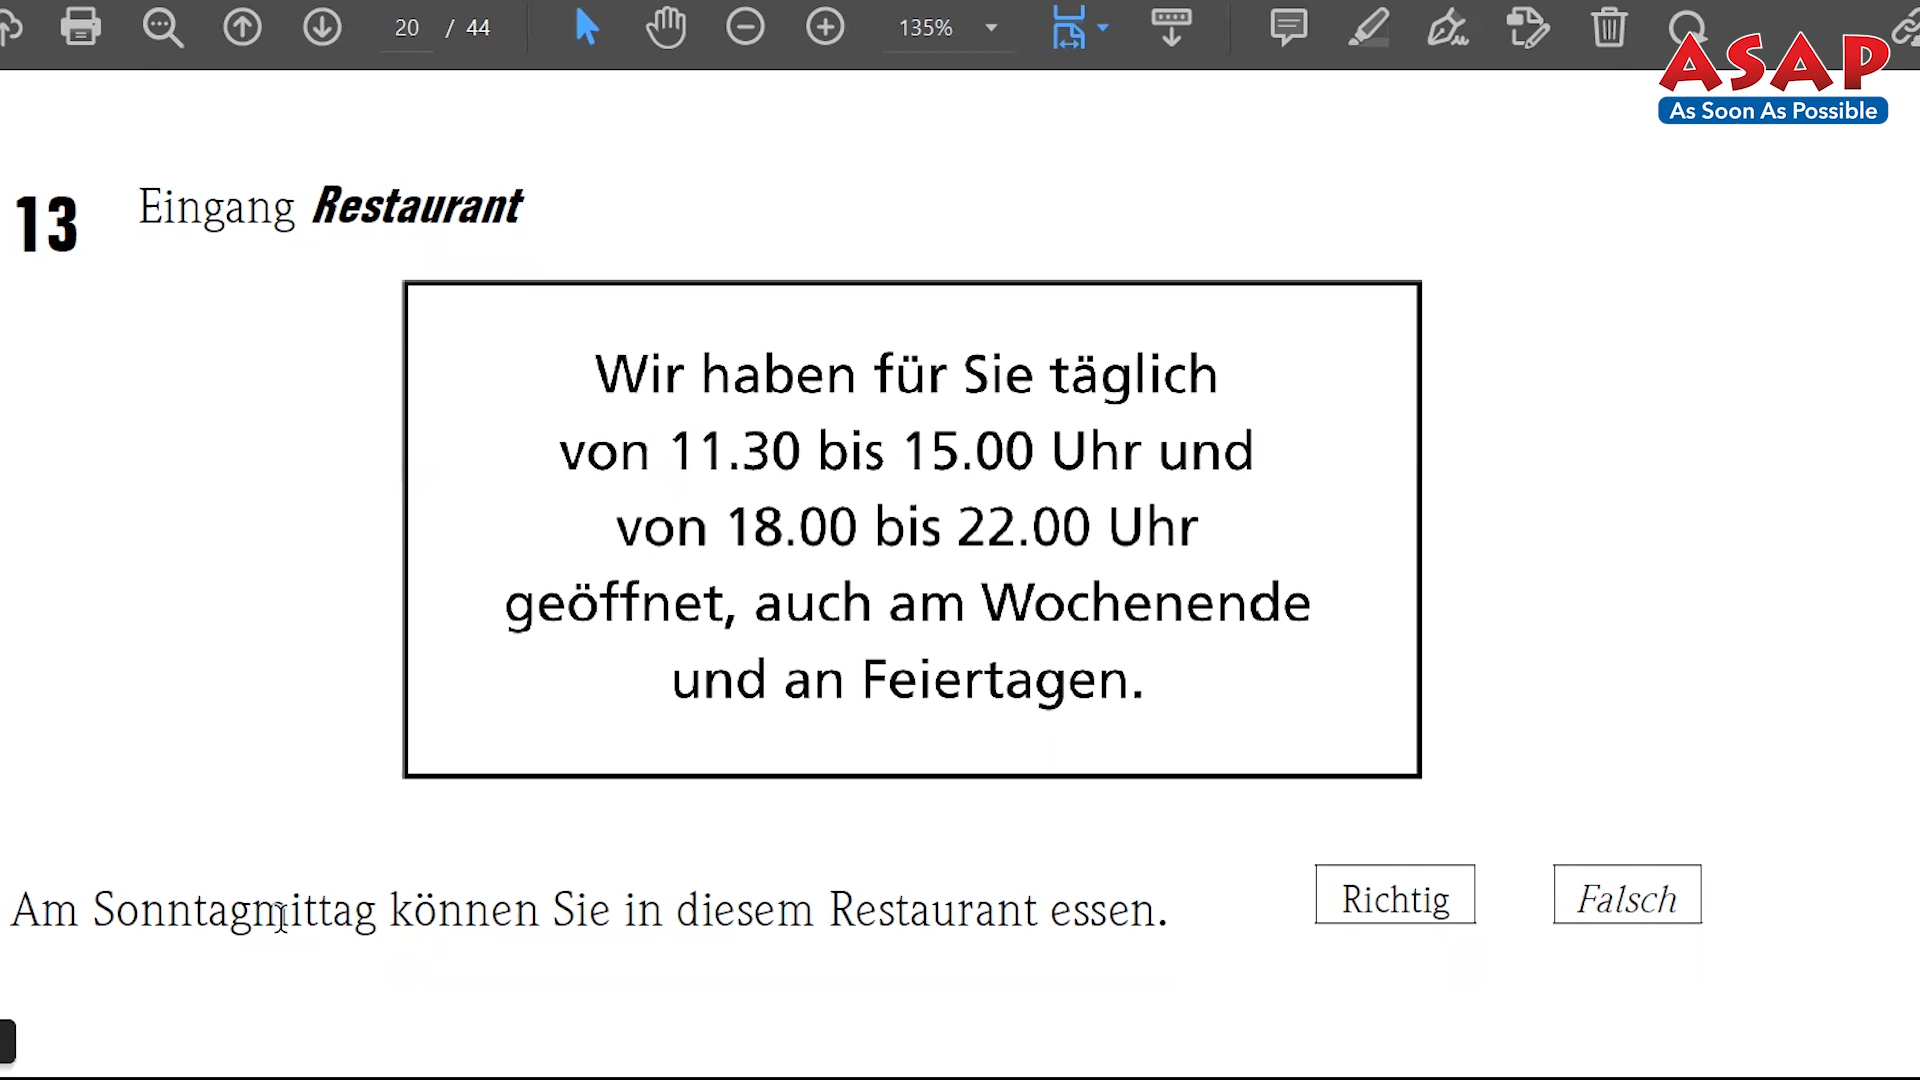 20 / 44
135%
ASAP
As Soon As Possible
13 Eingang Restaurant
Wir haben für Sie täglich
von 11.30 bis 15.00 Uhr und
von 18.00 bis 22.00 Uhr
geöffnet, auch am Wochenende
und an Feiertagen.
Am Sonntagmittag können Sie in diesem Restaurant essen. Richtig Falsch